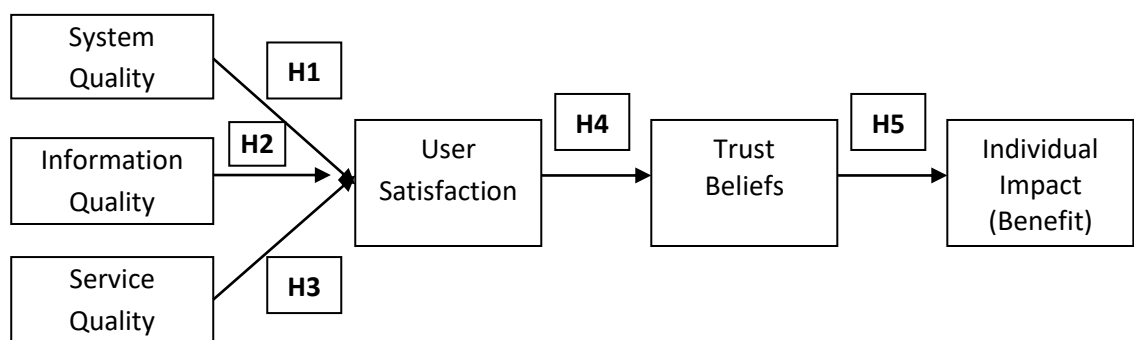 System
Quality
H1
Information
Quality
H2
Service
Quality
H3
User
Satisfaction
H4
Trust
Beliefs
H5
Individual
Impact
(Benefit)